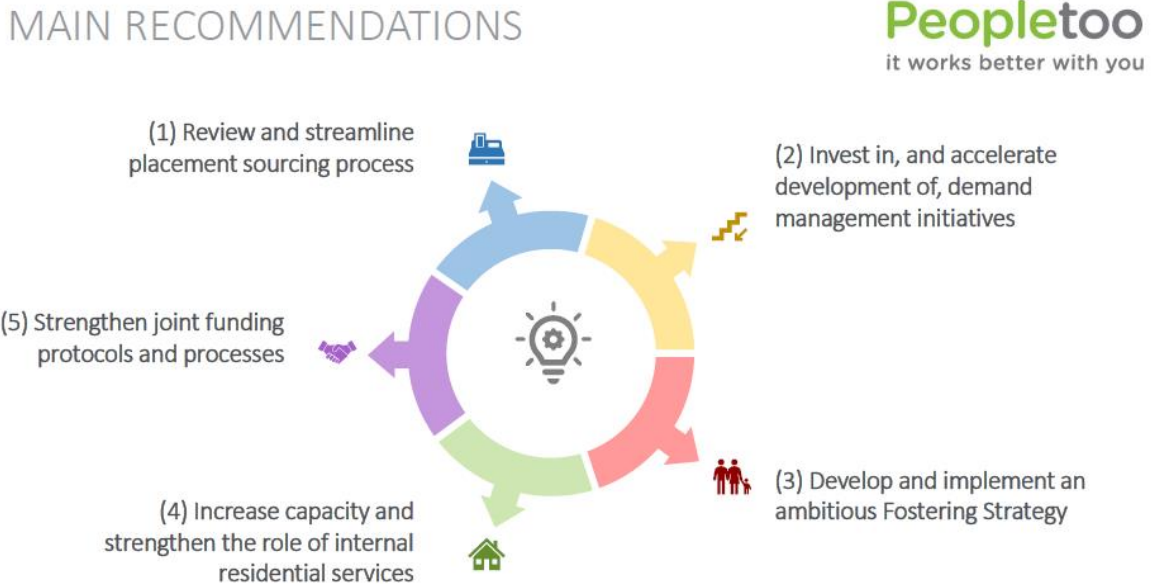 MAIN RECOMMENDATIONS
Peopletoo
it works better with you
(1) Review and streamline
placement sourcing process
(2) Invest in, and accelerate
development of, demand
management initiatives
(3) Develop and implement an
ambitious Fostering Strategy
(4) Increase capacity and
strengthen the role of internal
residential services
(5) Strengthen joint funding
protocols and processes